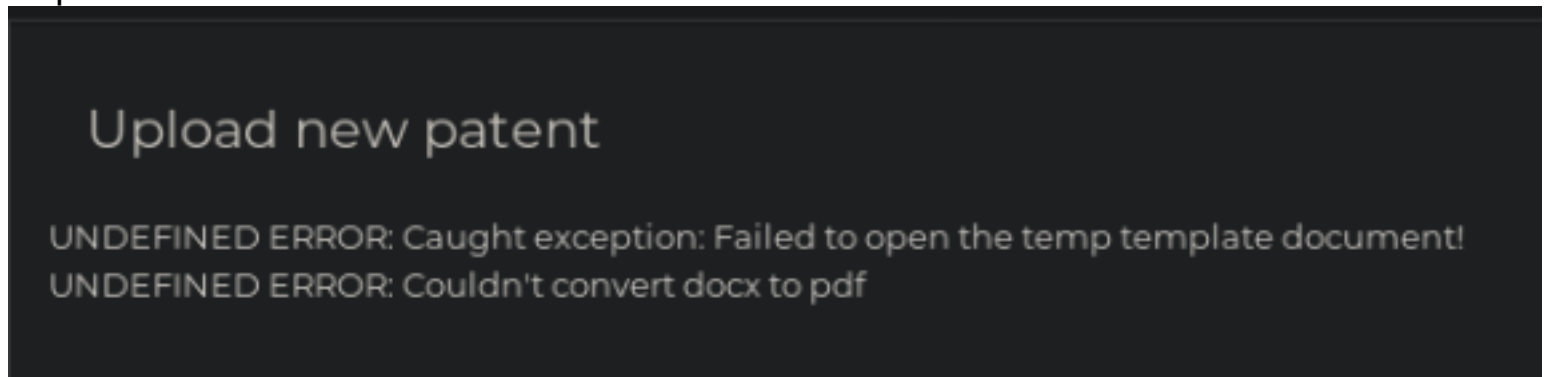 Upload new patent
UNDEFINED ERROR: Caught exception: Failed to open the temp template document!
UNDEFINED ERROR: Couldn't convert docx to pdf